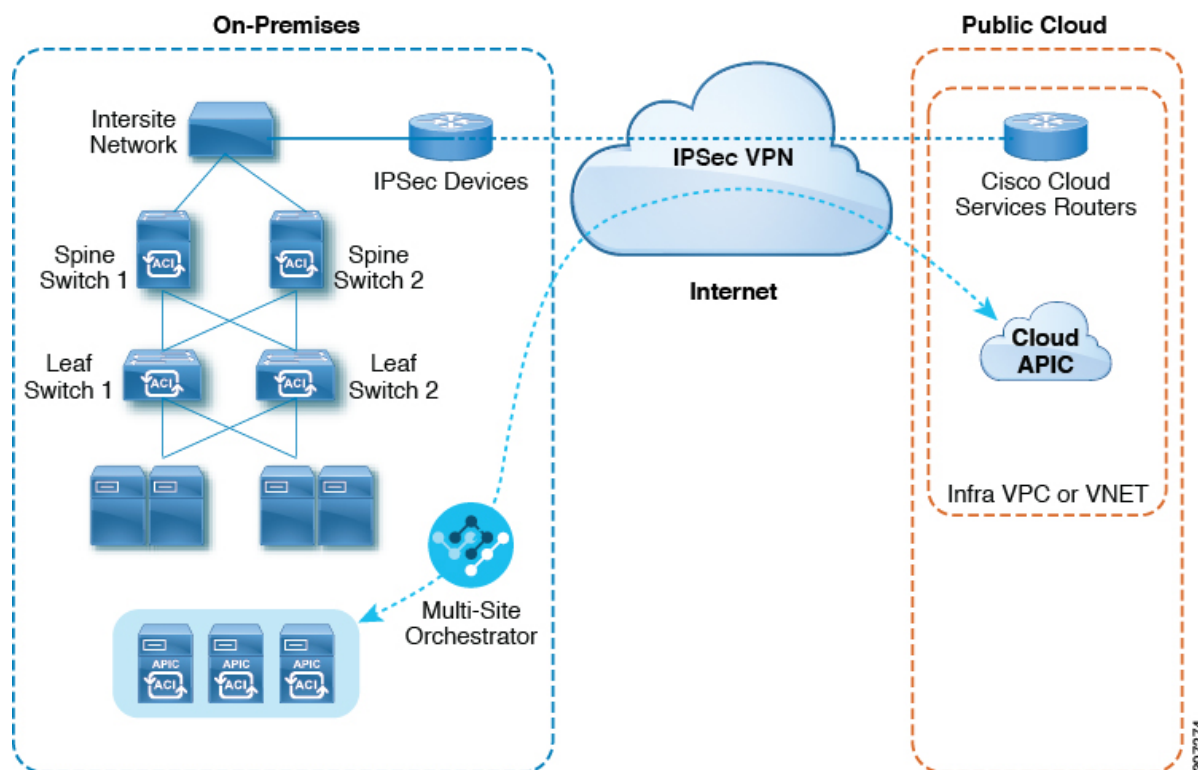 On-Premises
Public Cloud
Intersite
Network
IPSec Devices
IPSec VPN
Cisco Cloud
Services Routers
Spine
Switch 1
ACI
ACI
Spine
Switch 2
Internet
Cloud
APIC
Leaf
Switch 1
ACI
ACI
Leaf
Switch 2
Infra VPC or VNET
Multi-Site
Orchestrator
APIC
ACI
APIC
ACI
APIC
ACI